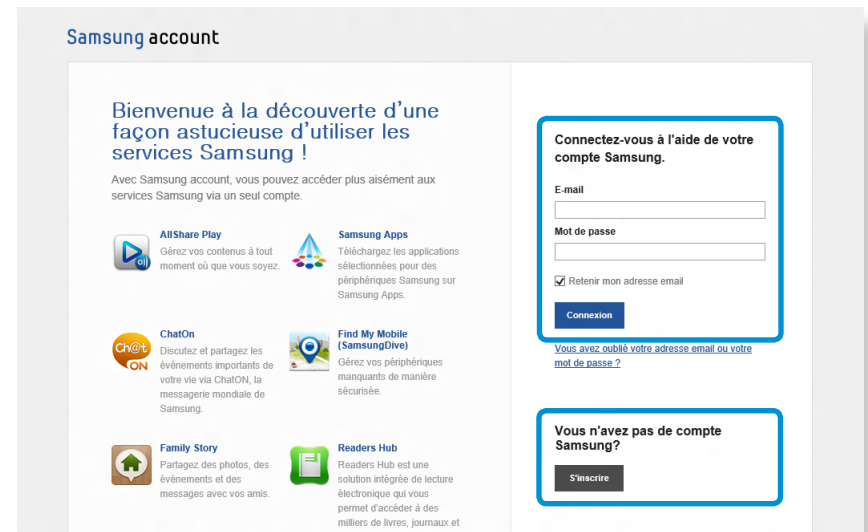 Samsung account
Bienvenue à la découverte d'une
façon astucieuse d'utiliser les
services Samsung !
Avec Samsung account, vous pouvez accéder plus aisément aux
services Samsung via un seul compte.
AllShare Play
Gérez vos contenus à tout
moment où que vous soyez.
Samsung Apps
Téléchargez les applications
sélectionnées pour des
périphériques Samsung sur
Samsung Apps.
ChatOn
Discutez et partagez les
événements importants de
votre vie via ChatON, la
messagerie mondiale de
Samsung.
Ch@t
ON
Find My Mobile
(SamsungDive)
Gérez vos périphériques
manquants de manière
sécurisée.
Family Story
Partagez des photos, des
événements et des
messages avec vos amis.
Readers Hub
Readers Hub est une
solution intégrée de lecture
électronique qui vous
permet d'accéder à des
milliers de livres, journaux et
Connectez-vous à l'aide de votre
compte Samsung.
E-mail
Mot de passe
Retenir mon adresse email
Connexion
Vous avez oublié votre adresse email ou votre
mot de passe ?
Vous n'avez pas de compte
Samsung?
S'inscrire